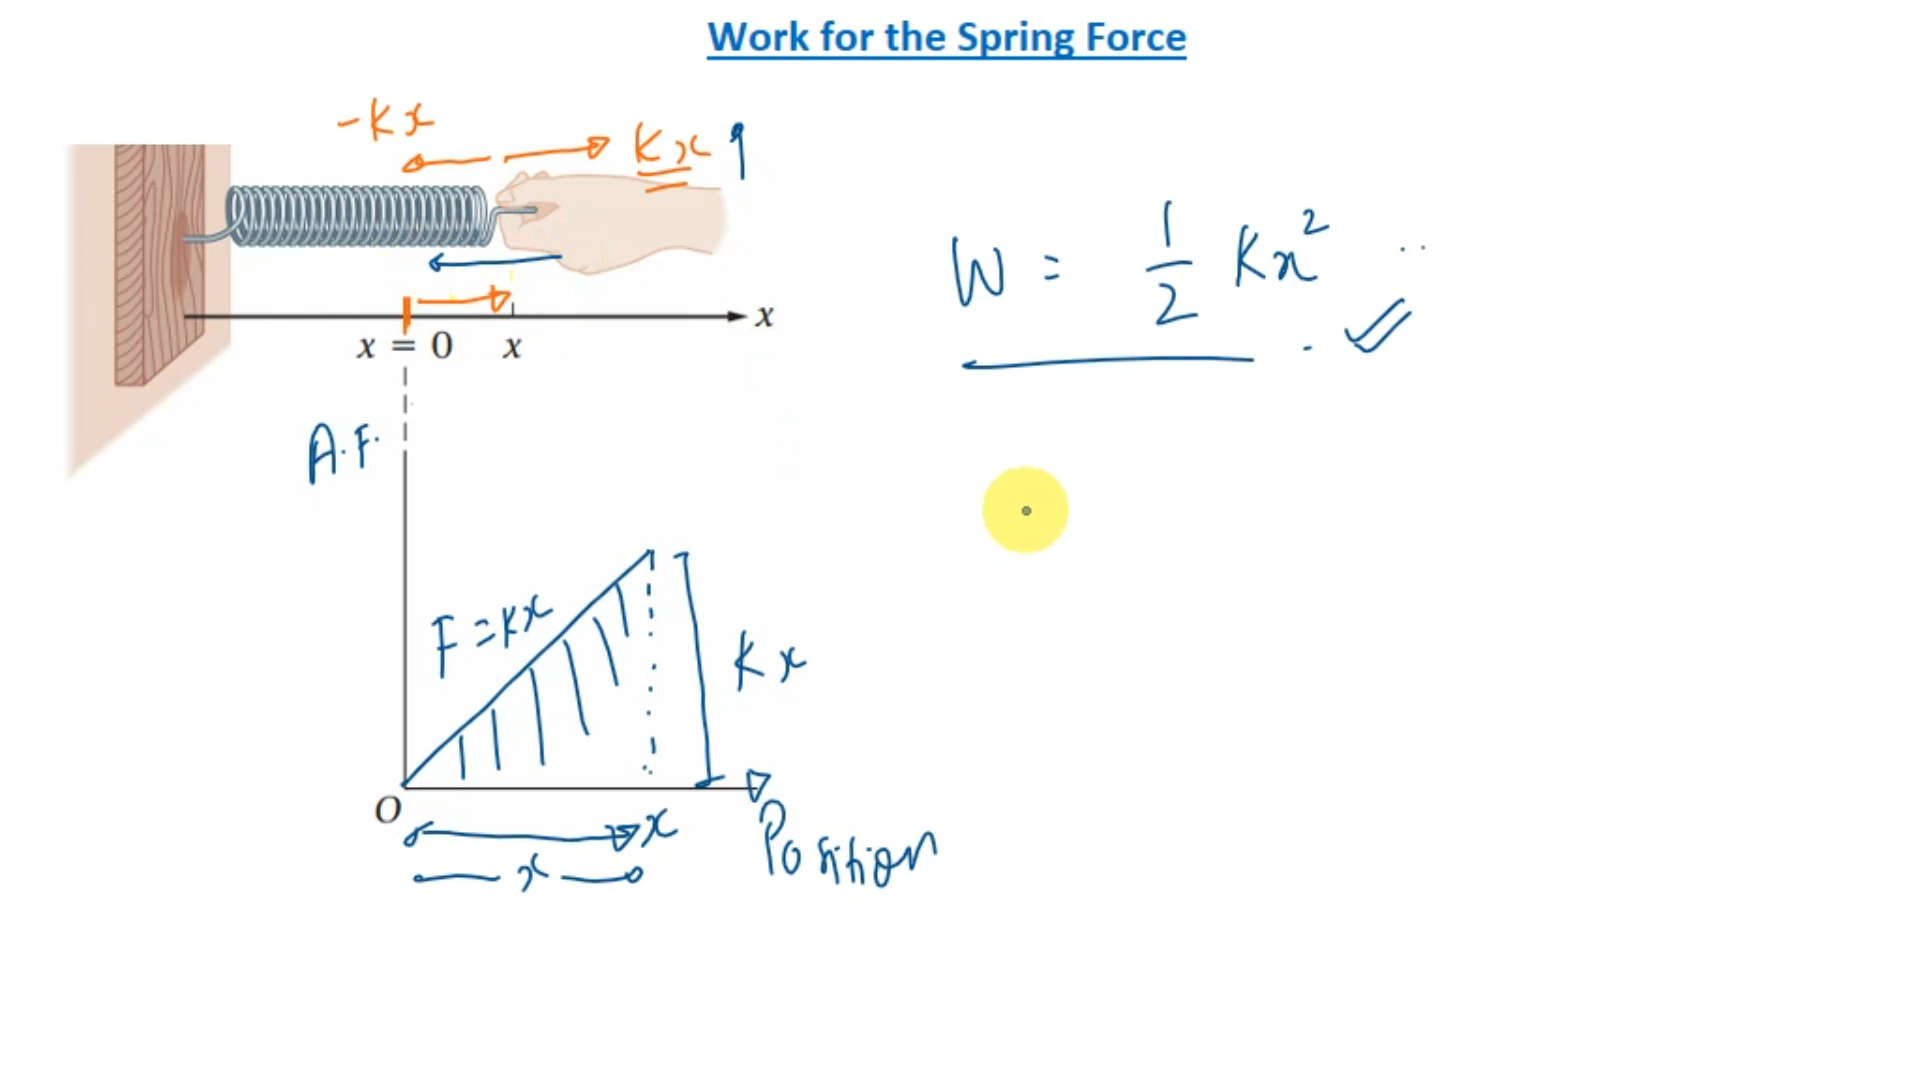 Work for the Spring Force
-Kx
Kx
x
x = 0 x
W = 1/2 Kx²
A.F.
F = Kx
Kx
O
x
x
Position